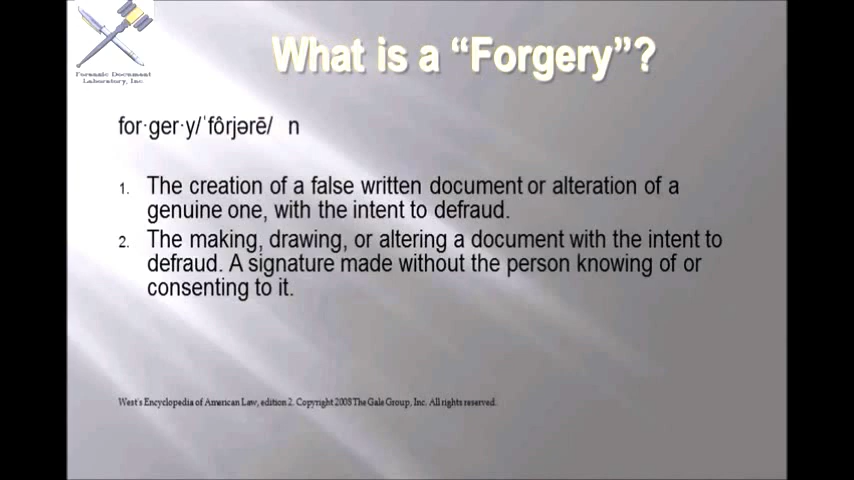 Forensic Document
Laboratory, Inc
What is a “Forgery”?
for·ger·y/ˈfôrjərē/ n
1. The creation of a false written document or alteration of a
genuine one, with the intent to defraud.
2. The making, drawing, or altering a document with the intent to
defraud. A signature made without the person knowing of or
consenting to it.
West's Encyclopedia of American Law, edition 2. Copyright 2008 The Gale Group, Inc. All rights reserved.